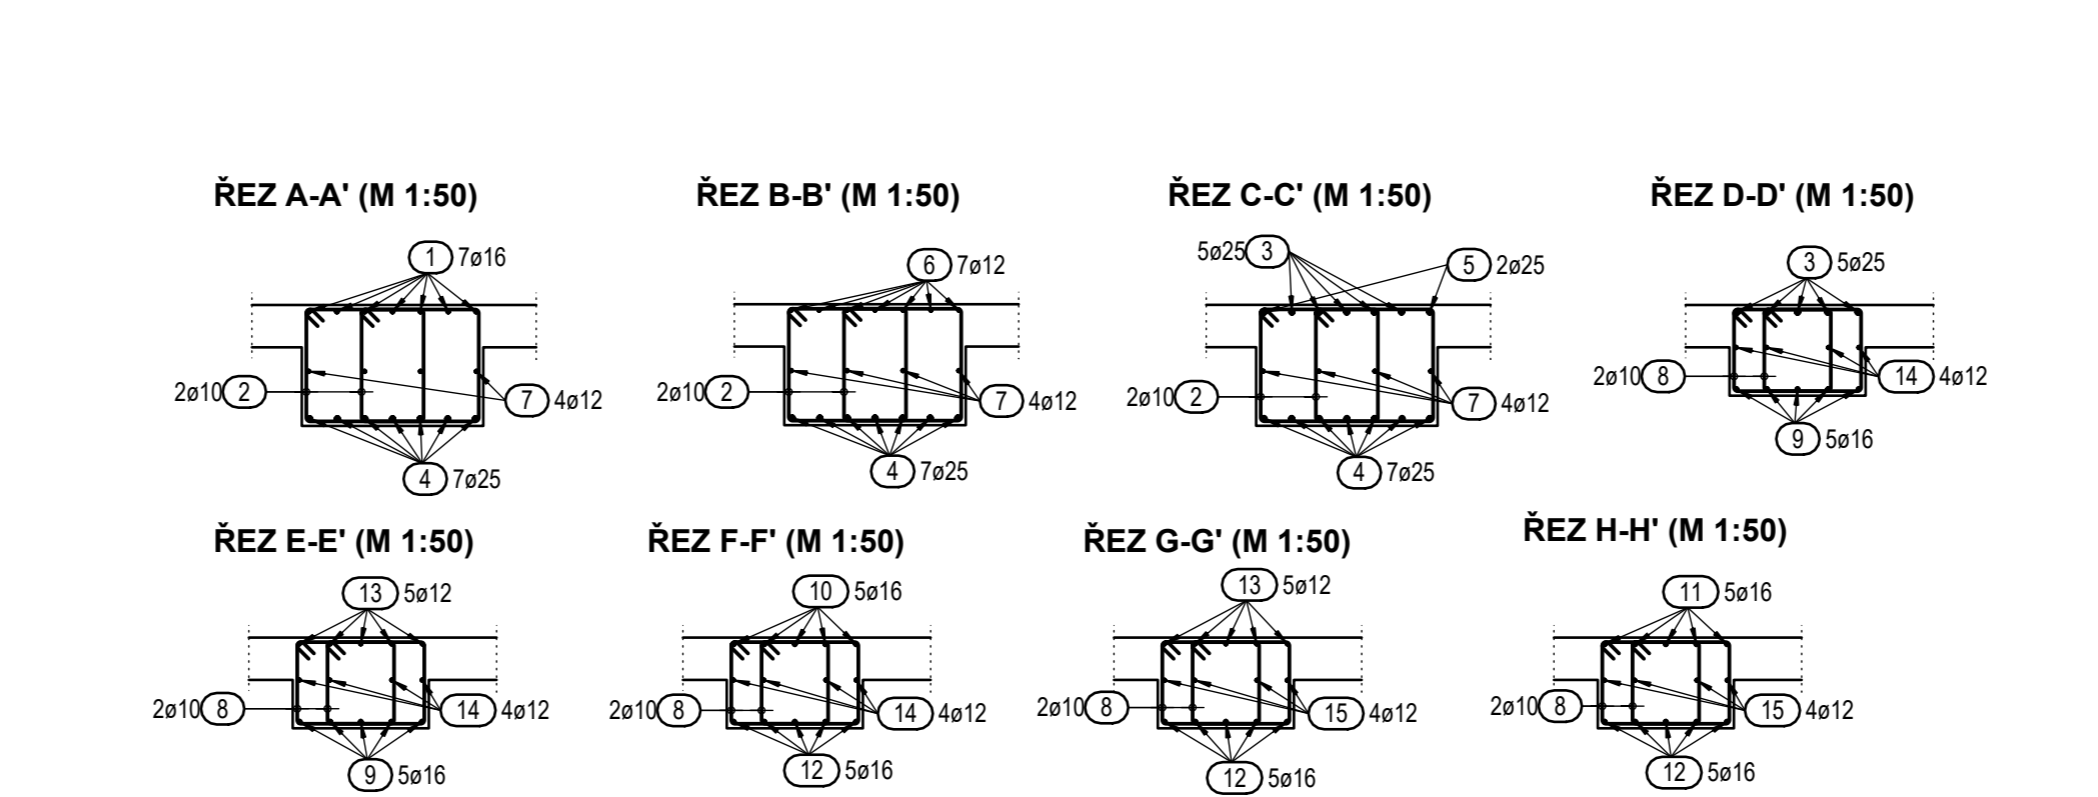 ŘEZ A-A' (M 1:50)
1 7ø16
2ø10 2
7 4ø12
4 7ø25
ŘEZ B-B' (M 1:50)
6 7ø12
2ø10 2
7 4ø12
4 7ø25
ŘEZ C-C' (M 1:50)
5ø25 3
5 2ø25
2ø10 2
7 4ø12
4 7ø25
ŘEZ D-D' (M 1:50)
3 5ø25
2ø10 8
14 4ø12
9 5ø16
ŘEZ E-E' (M 1:50)
13 5ø12
2ø10 8
14 4ø12
9 5ø16
ŘEZ F-F' (M 1:50)
10 5ø16
2ø10 8
14 4ø12
12 5ø16
ŘEZ G-G' (M 1:50)
13 5ø12
2ø10 8
15 4ø12
12 5ø16
ŘEZ H-H' (M 1:50)
11 5ø16
2ø10 8
15 4ø12
12 5ø16